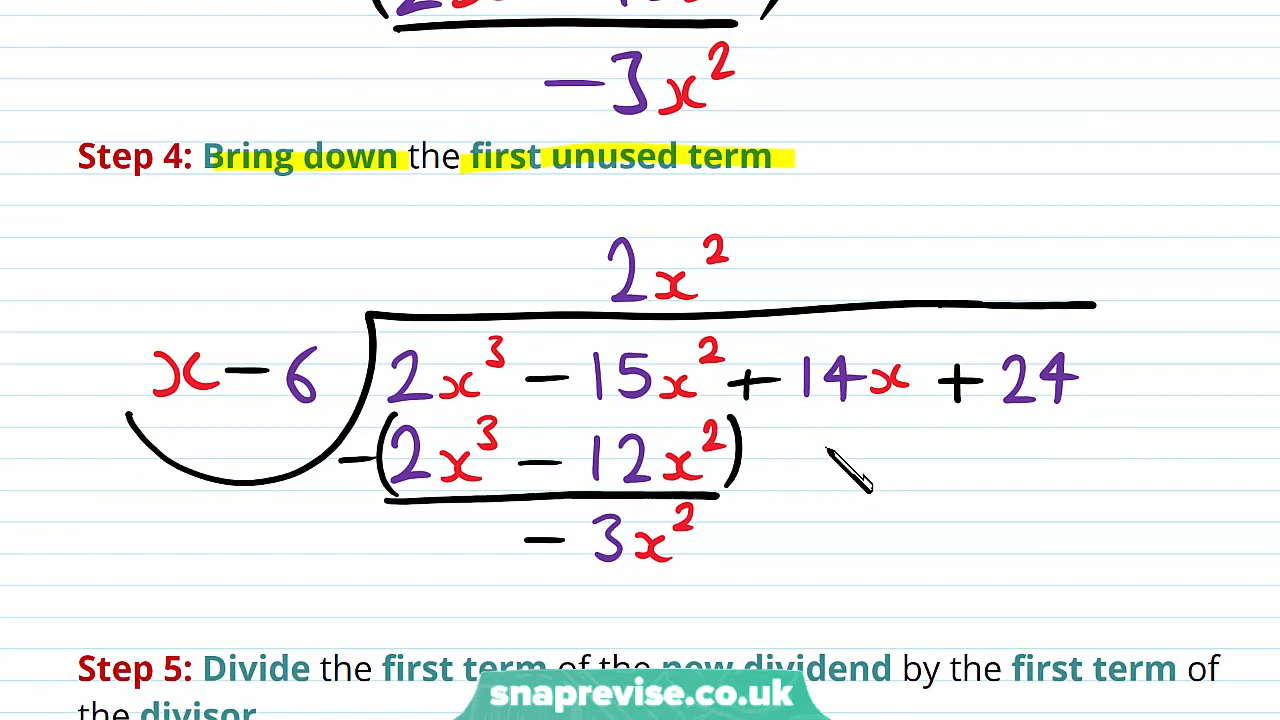 -3x²
Step 4: Bring down the first unused term
2x²
x - 6 2x³ - 15x² + 14x + 24
-(2x³ - 12x²)
- 3x²
Step 5: Divide the first term of the new dividend by the first term of
the divisor
snaprevise.co.uk